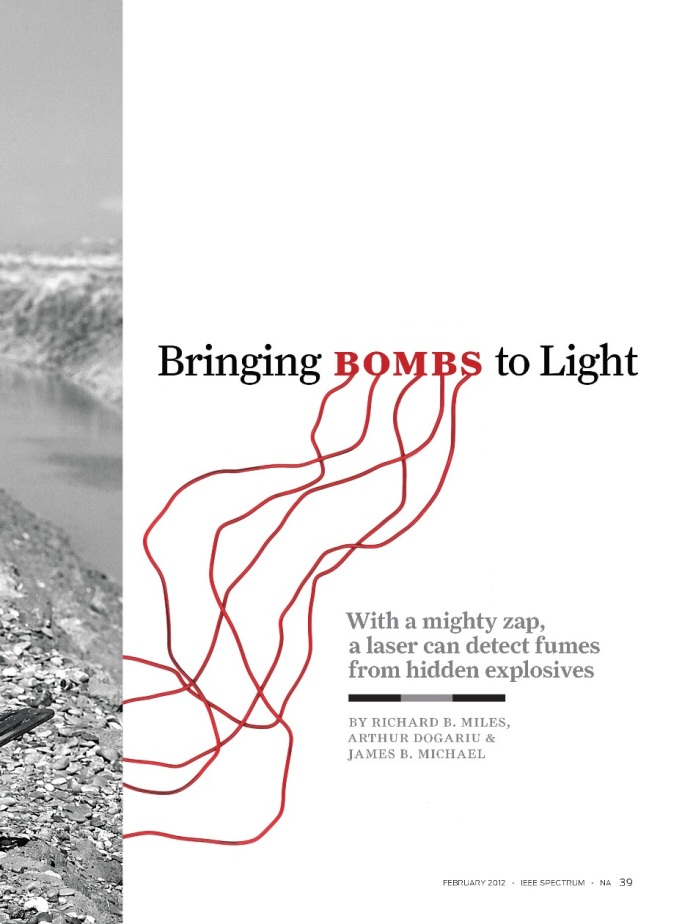 Bringing BOMBS to Light
With a mighty zap,
a laser can detect fumes
from hidden explosives
BY RICHARD B. MILES,
ARTHUR DOGARIU &
JAMES B. MICHAEL
FEBRUARY 2012 • IEEE SPECTRUM • NA 39